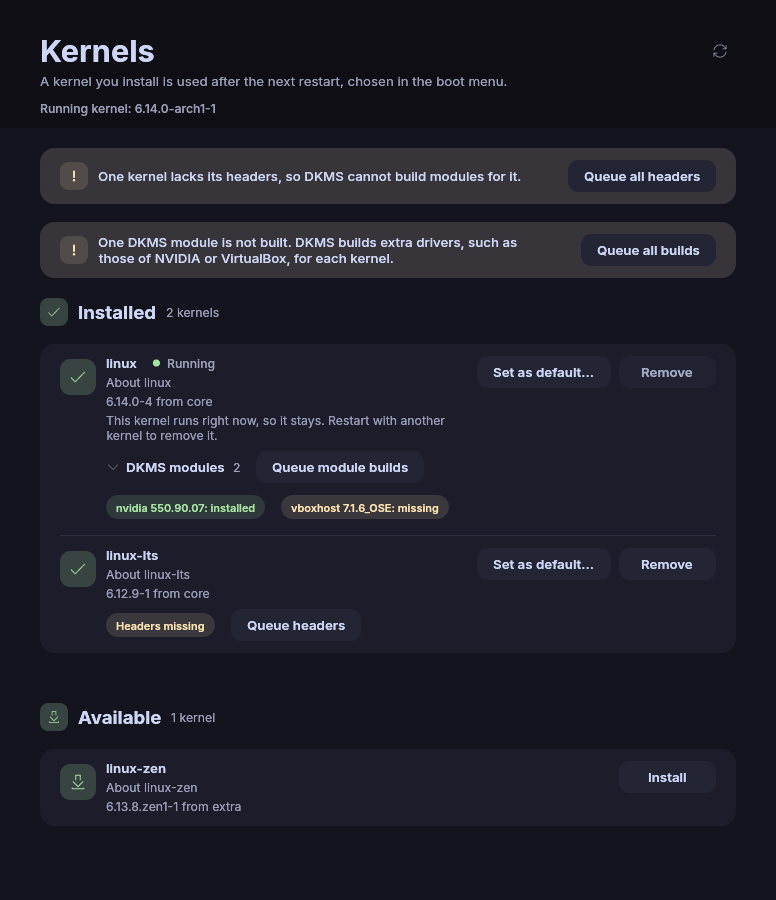 Kernels
A kernel you install is used after the next restart, chosen in the boot menu.
Running kernel: 6.14.0-arch1-1
One kernel lacks its headers, so DKMS cannot build modules for it.
Queue all headers
One DKMS module is not built. DKMS builds extra drivers, such as
those of NVIDIA or VirtualBox, for each kernel.
Queue all builds
Installed 2 kernels
linux Running
Set as default... Remove
About linux
6.14.0-4 from core
This kernel runs right now, so it stays. Restart with another
kernel to remove it.
DKMS modules 2 Queue module builds
nvidia 550.90.07: installed vboxhost 7.1.6_OSE: missing
linux-lts
Set as default... Remove
About linux-lts
6.12.9-1 from core
Headers missing Queue headers
Available 1 kernel
linux-zen
Install
About linux-zen
6.13.8.zen1-1 from extra